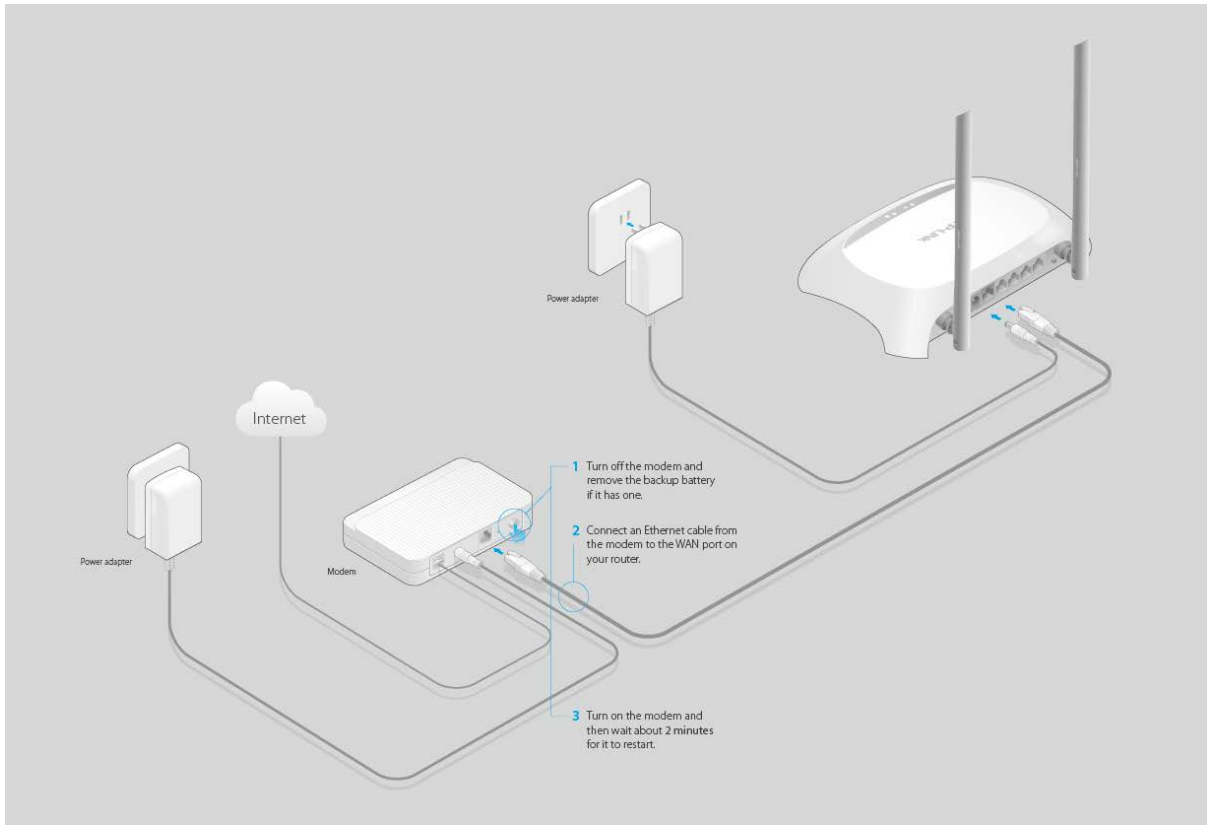 TP-LINK
Power adapter
Internet
1 Turn off the modem and
remove the backup battery
if it has one.
2 Connect an Ethernet cable from
the modem to the WAN port on
your router.
Power adapter
Modem
3 Turn on the modem and
then wait about 2 minutes
for it to restart.